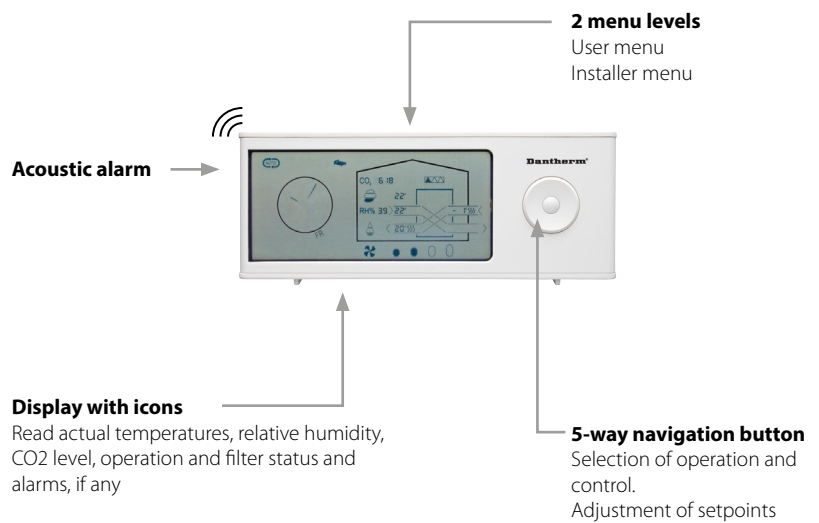 2 menu levels
User menu
Installer menu
Acoustic alarm
Dantherm
AUTO
CO₂ 618
22°
RH% 39 22°
20°
FR
Display with icons
Read actual temperatures, relative humidity,
CO2 level, operation and filter status and
alarms, if any
5-way navigation button
Selection of operation and
control.
Adjustment of setpoints